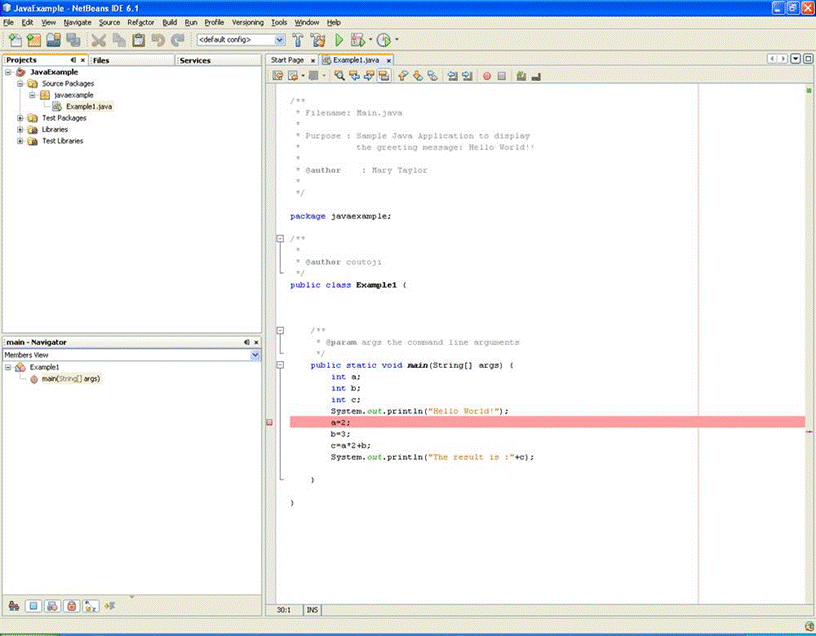 JavaExample - NetBeans IDE 6.1
File Edit View Navigate Source Refactor Build Run Profile Versioning Tools Window Help
<default config>
Projects Files Services
JavaExample
Source Packages
javaexample
Example1.java
Test Packages
Libraries
Test Libraries
main - Navigator
Members View
Example1
main(String[] args)
Start Page Example1.java
/**
* Filename: Main.java
*
* Purpose : Sample Java Application to display
* the greeting message: Hello World!!
*
* @author : Mary Taylor
*
*/
package javaexample;
/**
*
* @author coutoji
*/
public class Example1 {
/**
* @param args the command line arguments
*/
public static void main(String[] args) {
int a;
int b;
int c;
System.out.println("Hello World!");
a=2;
b=3;
c=a*2+b;
System.out.println("The result is :"+c);
}
}
30:1 INS